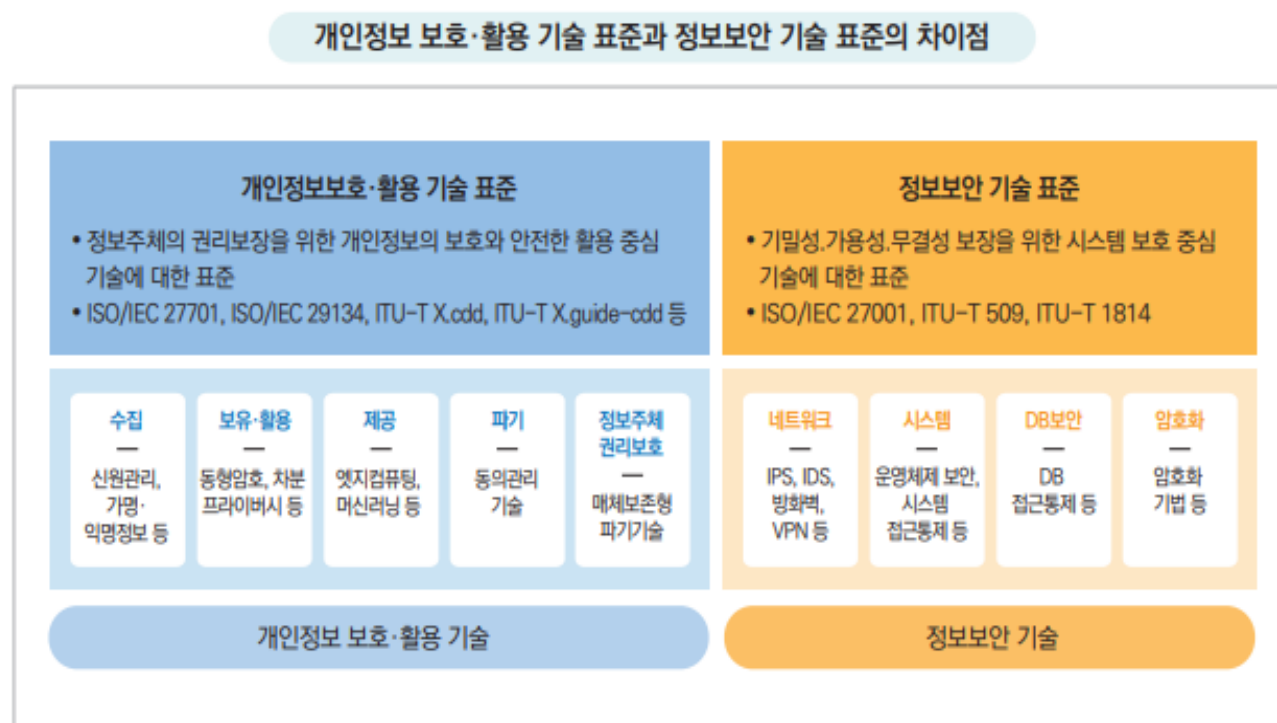 개인정보 보호·활용 기술 표준과 정보보안 기술 표준의 차이점
개인정보보호·활용 기술 표준
• 정보주체의 권리보장을 위한 개인정보의 보호와 안전한 활용 중심
기술에 대한 표준
• ISO/IEC 27701, ISO/IEC 29134, ITU-T X.cdd, ITU-T X.guide-cdd 등
정보보안 기술 표준
• 기밀성.가용성.무결성 보장을 위한 시스템 보호 중심
기술에 대한 표준
• ISO/IEC 27001, ITU-T 509, ITU-T 1814
수집
신원관리,
가명·
익명정보 등
보유·활용
동형암호, 차분
프라이버시 등
제공
엣지컴퓨팅,
머신러닝 등
파기
동의관리
기술
정보주체
권리보호
매체보존형
파기기술
네트워크
IPS, IDS,
방화벽,
VPN 등
시스템
운영체제 보안,
시스템
접근통제 등
DB보안
DB
접근통제 등
암호화
암호화
기법 등
개인정보 보호·활용 기술
정보보안 기술